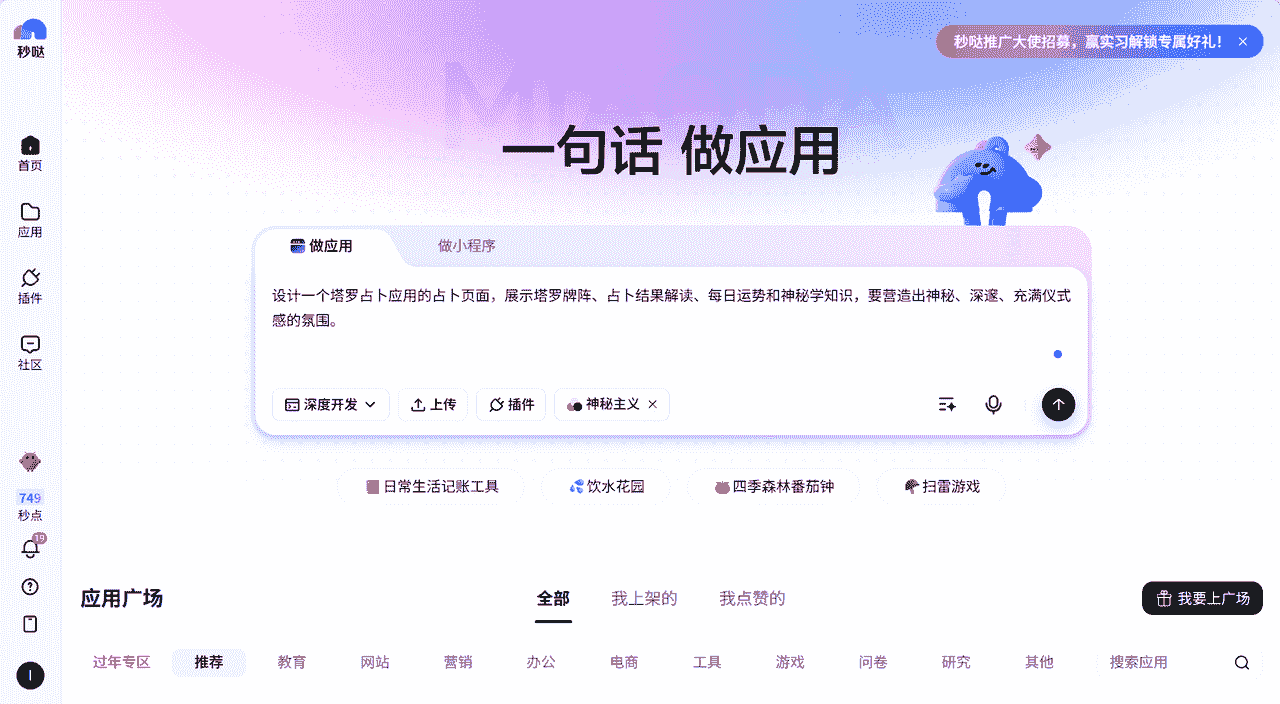 秒哒
秒哒推广大使招募，赢实习解锁专属好礼！
首页
应用
插件
社区
749
秒点
19
一句话 做应用
做应用
做小程序
设计一个塔罗占卜应用的占卜页面，展示塔罗牌阵、占卜结果解读、每日运势和神秘学知识，要营造出神秘、深邃、充满仪式
感的氛围。
深度开发
上传
插件
神秘主义
日常生活记账工具
饮水花园
四季森林番茄钟
扫雷游戏
应用广场
全部
我上架的
我点赞的
我要上广场
过年专区
推荐
教育
网站
营销
办公
电商
工具
游戏
问卷
研究
其他
搜索应用
I